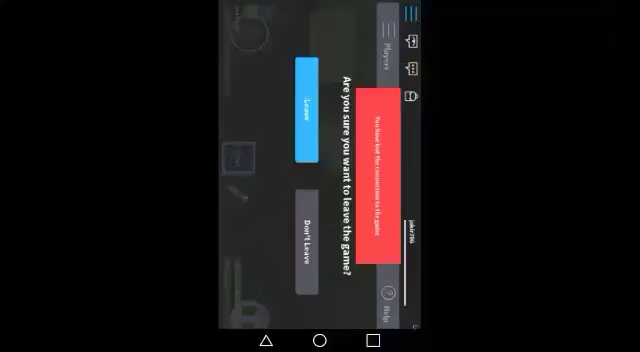 joker786
Players
Help
You have lost the connection to the game
Are you sure you want to leave the game?
Leave
Don't Leave